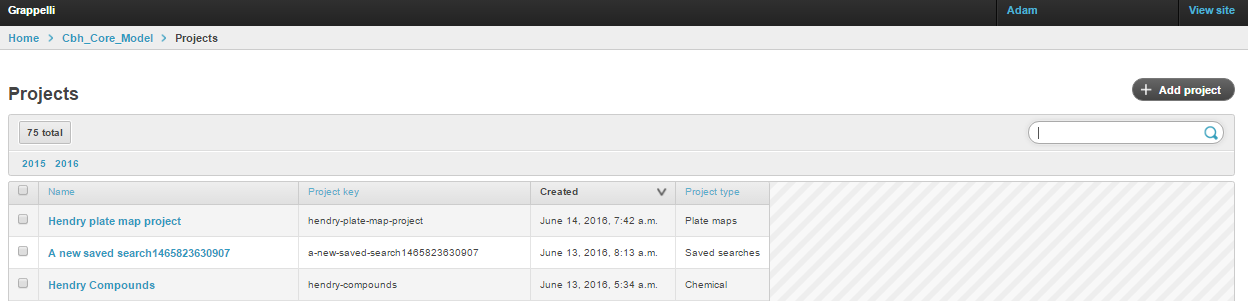 Grappelli Adam View site
Home Cbh_Core_Model Projects
Projects + Add project
75 total
2015 2016
Name Project key Created Project type
Hendry plate map project hendry-plate-map-project June 14, 2016, 7:42 a.m. Plate maps
A new saved search1465823630907 a-new-saved-search1465823630907 June 13, 2016, 8:13 a.m. Saved searches
Hendry Compounds hendry-compounds June 13, 2016, 5:34 a.m. Chemical